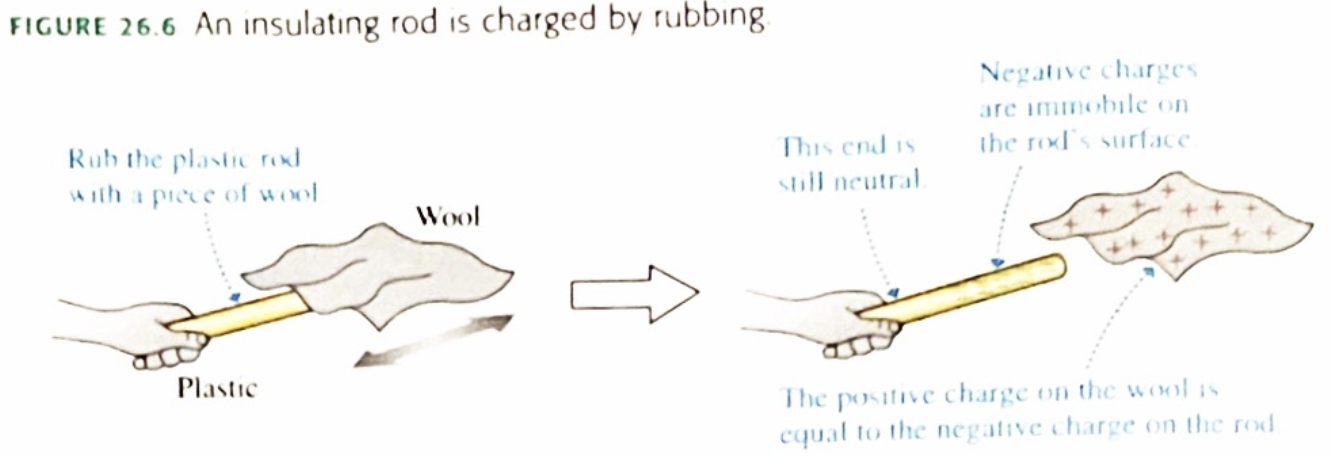 FIGURE 26.6 An insulating rod is charged by rubbing.
Rub the plastic rod
with a piece of wool
Wool
Plastic
This end is
still neutral.
Negative charges
are immobile on
the rod's surface.
The positive charge on the wool is
equal to the negative charge on the rod